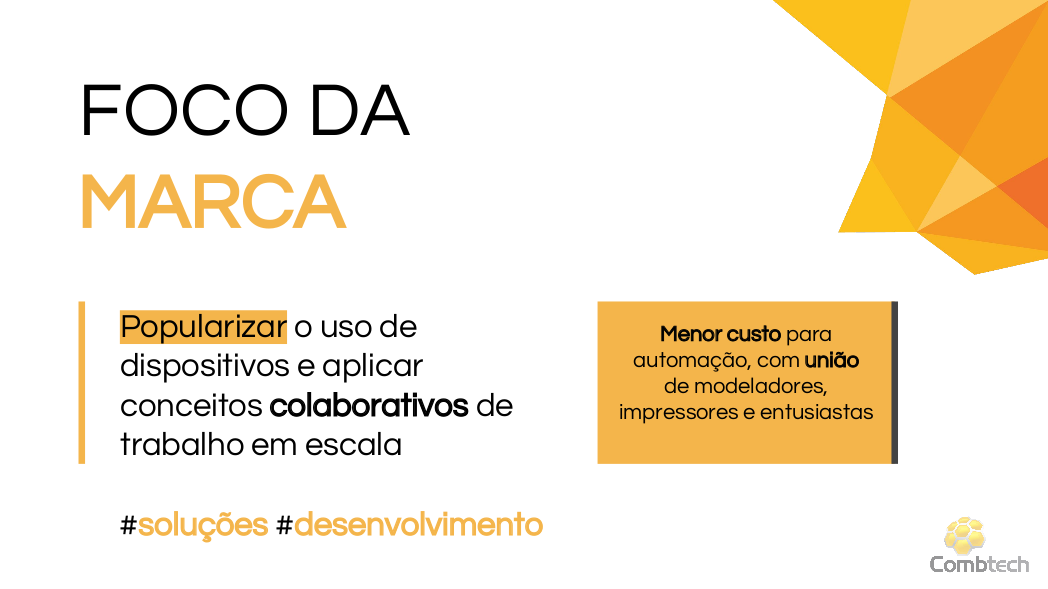 FOCO DA
MARCA
Popularizar o uso de
dispositivos e aplicar
conceitos colaborativos de
trabalho em escala
Menor custo para
automação, com união
de modeladores,
impressores e entusiastas
#soluções #desenvolvimento
Combtech